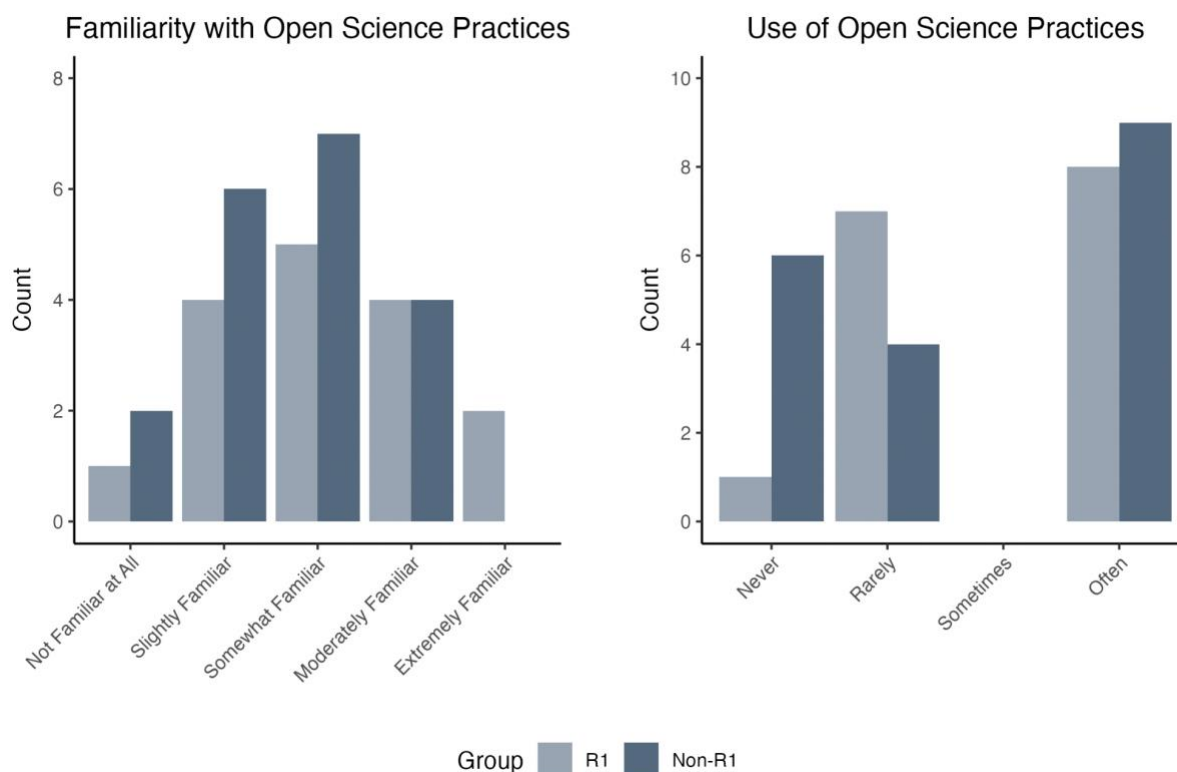 Familiarity with Open Science Practices
8
6
4
2
0
Count
Not Familiar at All
Slightly Familiar
Somewhat Familiar
Moderately Familiar
Extremely Familiar
Use of Open Science Practices
10
8
6
4
2
0
Count
Never
Rarely
Sometimes
Often
Group R1 Non-R1